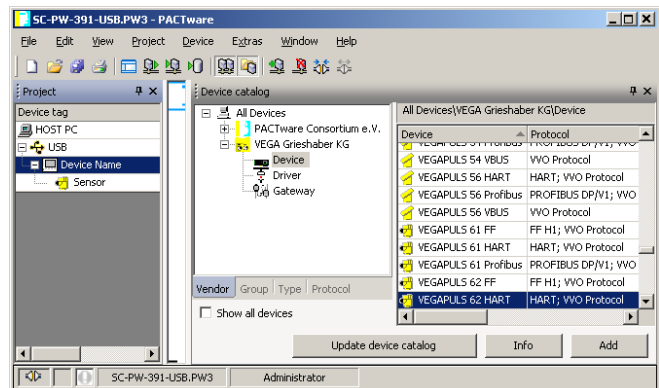 SC-PW-391-USB.PW3 - PACTware
File Edit View Project Device Extras Window Help
Project
Device tag
HOST PC
USB
Device Name
Sensor
Device catalog
All Devices
PACTware Consortium e.V.
VEGA Grieshaber KG
Device
Driver
Gateway
Vendor Group Type Protocol
Show all devices
All Devices\VEGA Grieshaber KG\Device
Device Protocol
VEGAPULS 54 VBUS VVO Protocol
VEGAPULS 56 HART HART; VVO Protocol
VEGAPULS 56 Profibus PROFIBUS DP/V1; VVO
VEGAPULS 56 VBUS VVO Protocol
VEGAPULS 61 FF FF H1; VVO Protocol
VEGAPULS 61 HART HART; VVO Protocol
VEGAPULS 61 Profibus PROFIBUS DP/V1; VVO
VEGAPULS 62 FF FF H1; VVO Protocol
VEGAPULS 62 HART HART; VVO Protocol
Update device catalog Info Add
SC-PW-391-USB.PW3 Administrator